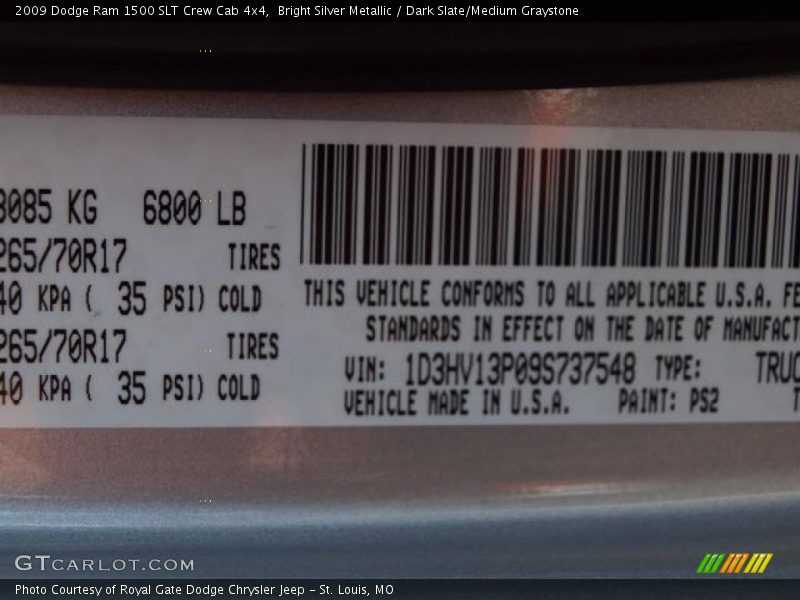 2009 Dodge Ram 1500 SLT Crew Cab 4x4,  Bright Silver Metallic / Dark Slate/Medium Graystone
3085 KG 6800 LB
265/70R17 TIRES
40 KPA ( 35 PSI) COLD
265/70R17 TIRES
40 KPA ( 35 PSI) COLD
THIS VEHICLE CONFORMS TO ALL APPLICABLE U.S.A. FE
STANDARDS IN EFFECT ON THE DATE OF MANUFACT
VIN: 1D3HV13P09S737548 TYPE: TRUC
VEHICLE MADE IN U.S.A. PAINT: PS2 T
GTCARLOT.COM
Photo Courtesy of Royal Gate Dodge Chrysler Jeep - St. Louis, MO